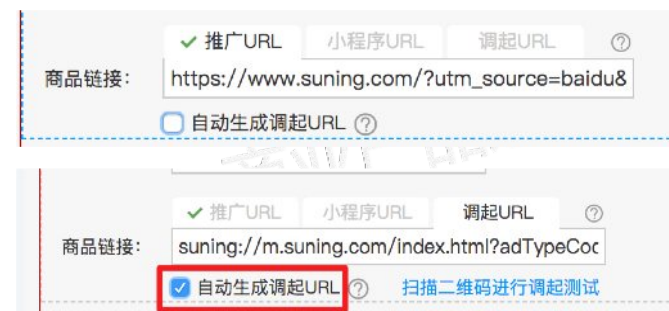 推广URL 小程序URL 调起URL
商品链接: https://www.suning.com/?utm_source=baidu&
自动生成调起URL
推广URL 小程序URL 调起URL
商品链接: suning://m.suning.com/index.html?adTypeCoc
自动生成调起URL 扫描二维码进行调起测试